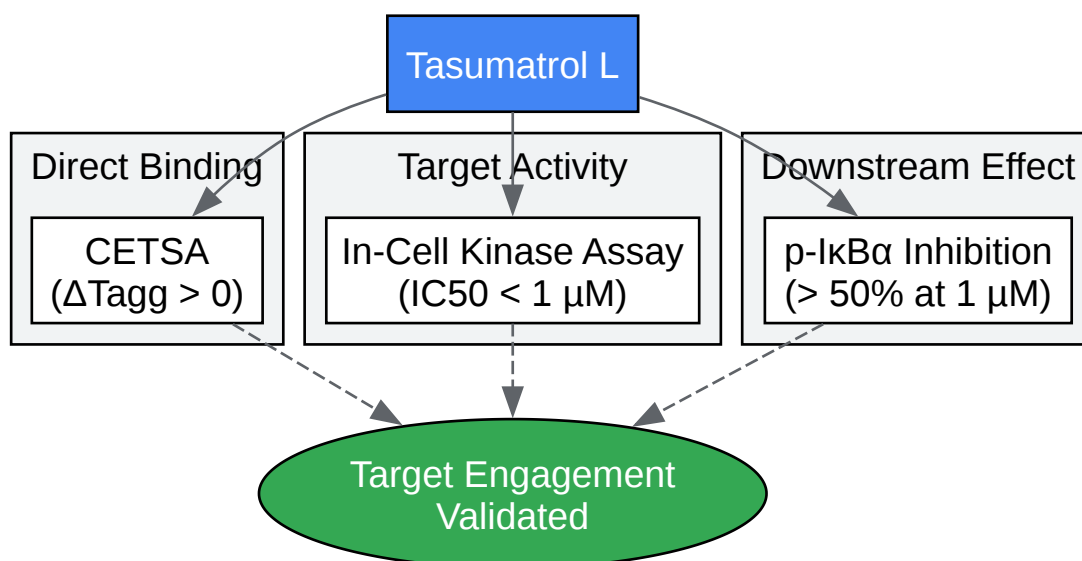 Tasumatrol L
Direct Binding
Target Activity
Downstream Effect
CETSA
(ΔTagg > 0)
In-Cell Kinase Assay
(IC50 < 1 µM)
p-IκBα Inhibition
(> 50% at 1 µM)
Target Engagement
Validated